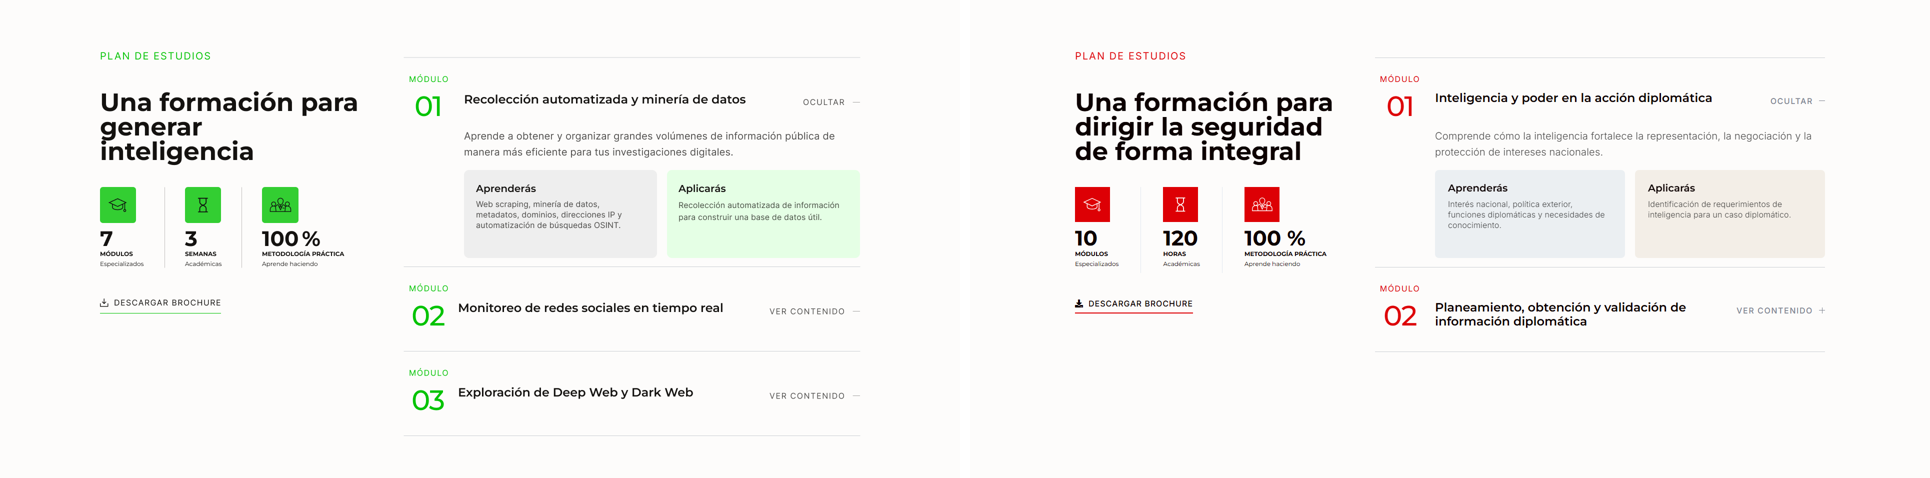 PLAN DE ESTUDIOS
Una formación para
generar
inteligencia
7
MÓDULOS
Especializados
3
SEMANAS
Académicas
100 %
METODOLOGÍA PRÁCTICA
Aprende haciendo
DESCARGAR BROCHURE
MÓDULO
01
Recolección automatizada y minería de datos
OCULTAR
Aprende a obtener y organizar grandes volúmenes de información pública de
manera más eficiente para tus investigaciones digitales.
Aprenderás
Web scraping, minería de datos,
metadatos, dominios, direcciones IP y
automatización de búsquedas OSINT.
Aplicarás
Recolección automatizada de información
para construir una base de datos útil.
MÓDULO
02
Monitoreo de redes sociales en tiempo real
VER CONTENIDO
MÓDULO
03
Exploración de Deep Web y Dark Web
VER CONTENIDO
PLAN DE ESTUDIOS
Una formación para
dirigir la seguridad
de forma integral
10
MÓDULOS
Especializados
120
HORAS
Académicas
100 %
METODOLOGÍA PRÁCTICA
Aprende haciendo
DESCARGAR BROCHURE
MÓDULO
01
Inteligencia y poder en la acción diplomática
OCULTAR
Comprende cómo la inteligencia fortalece la representación, la negociación y la
protección de intereses nacionales.
Aprenderás
Interés nacional, política exterior,
funciones diplomáticas y necesidades de
conocimiento.
Aplicarás
Identificación de requerimientos de
inteligencia para un caso diplomático.
MÓDULO
02
Planeamiento, obtención y validación de
información diplomática
VER CONTENIDO